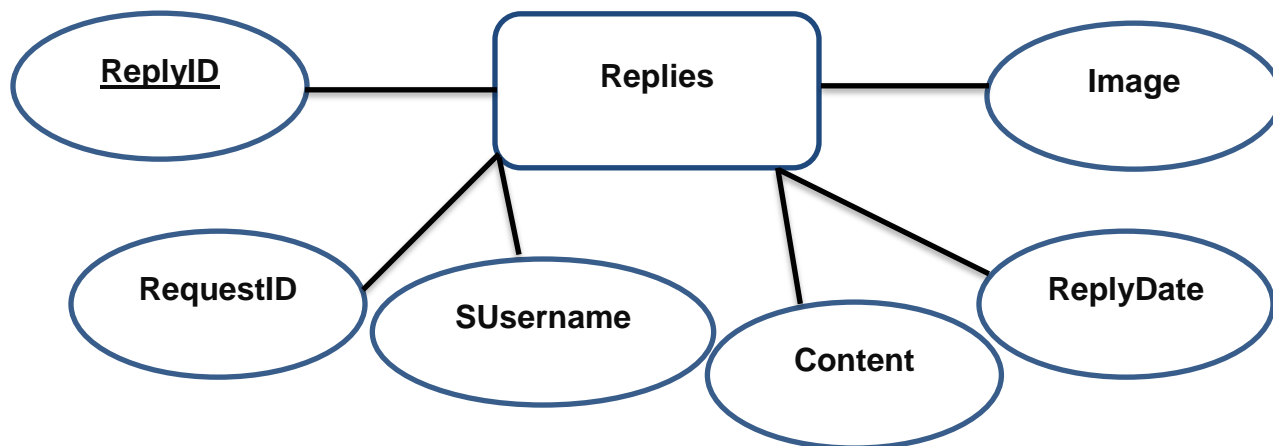 ReplyID
Replies
Image
RequestID
SUsername
Content
ReplyDate